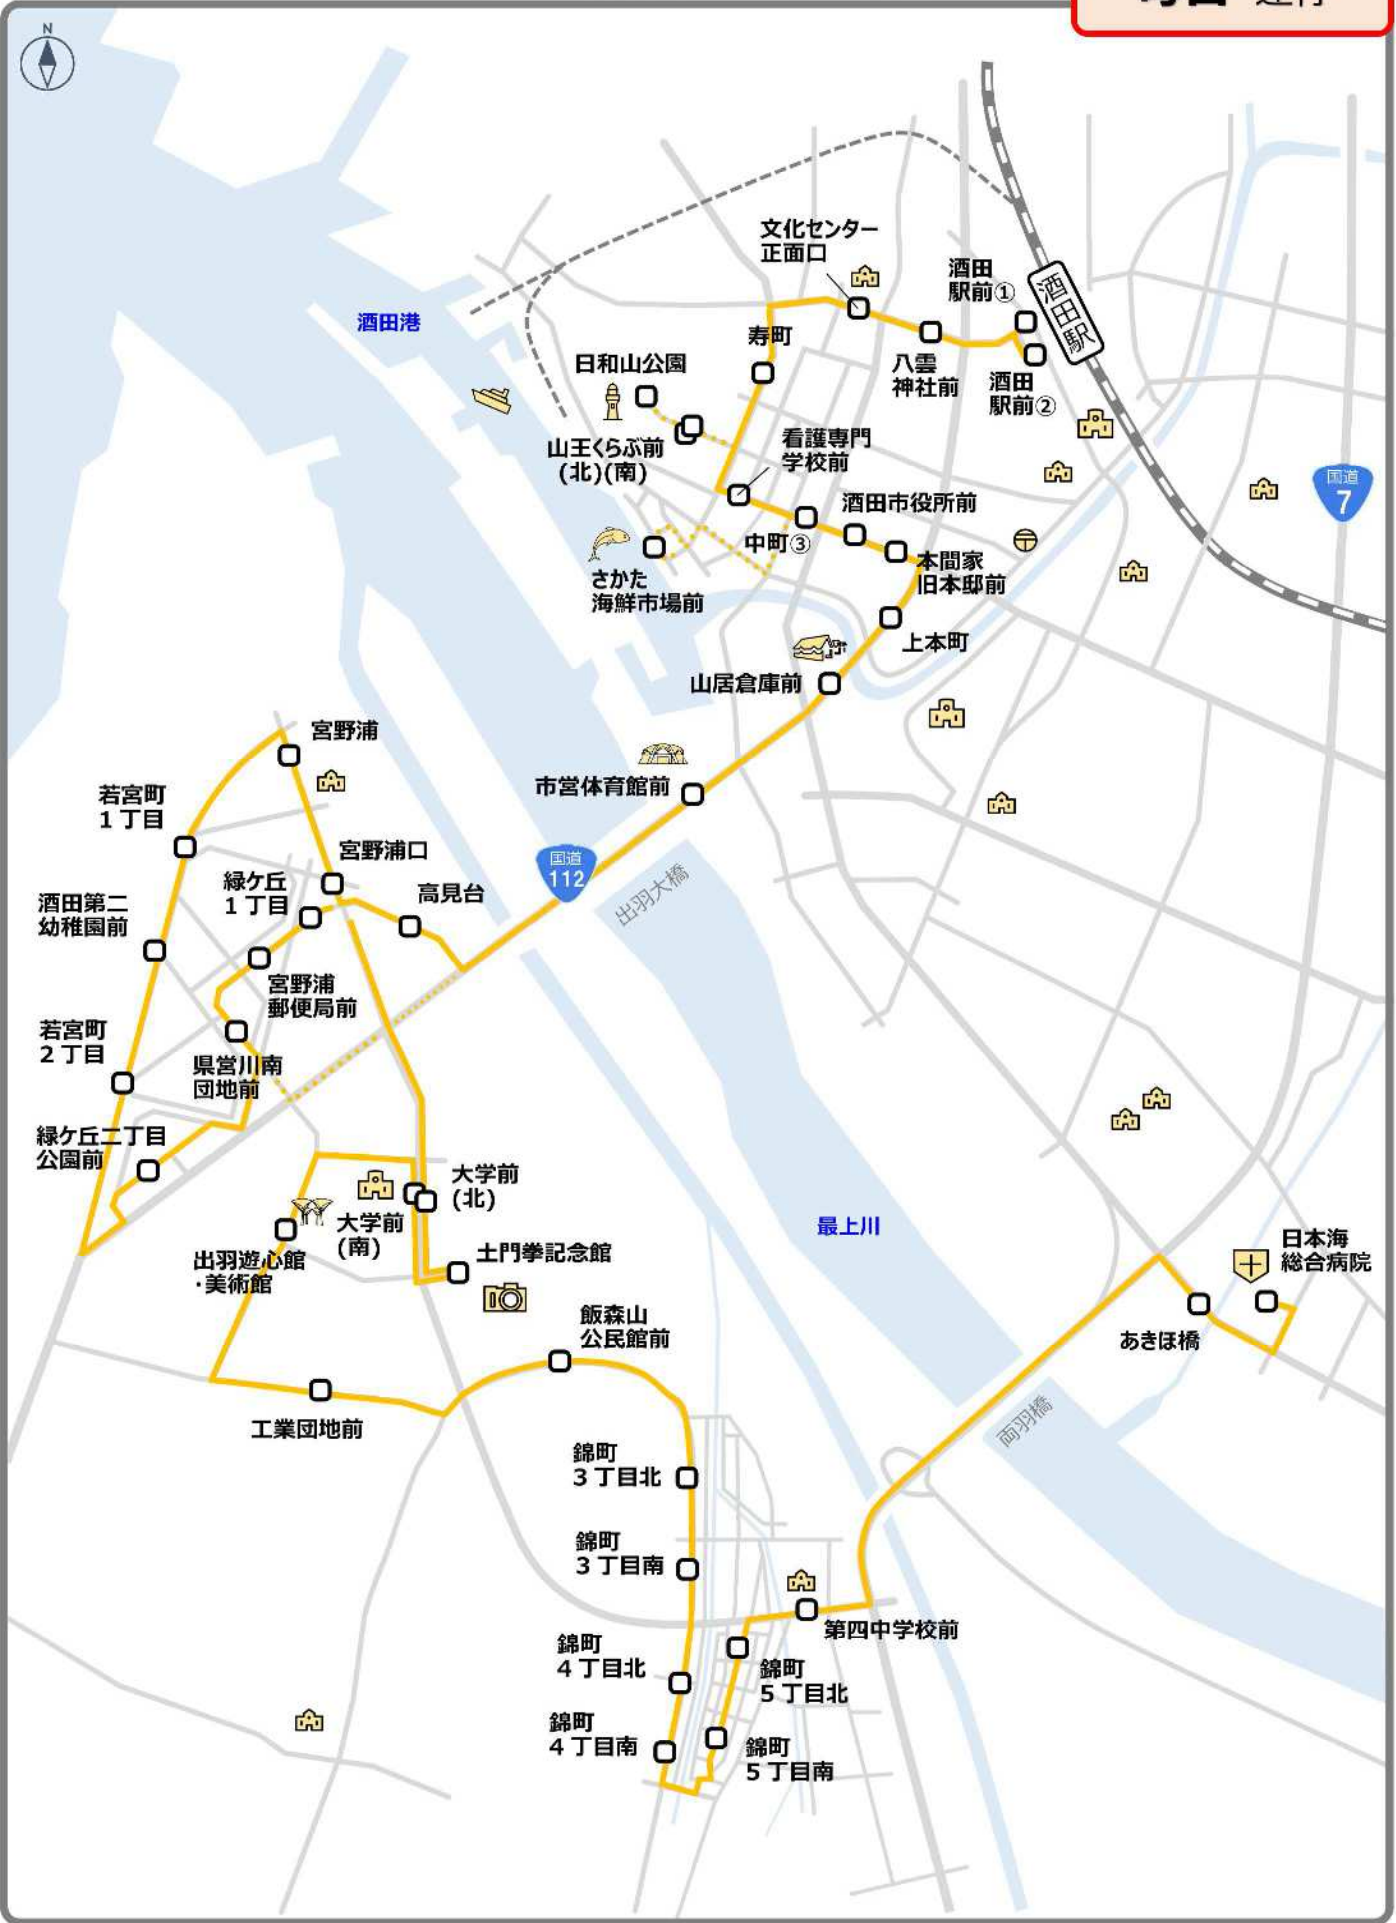 毎日 運行
N
文化センター
正面口
酒田
駅前①
酒田駅
酒田港
寿町
日和山公園
八雲
神社前
酒田
駅前②
山王くらぶ前
(北)(南)
看護専門
学校前
国道
7
酒田市役所前
中町③
本間家
旧本邸前
さかた
海鮮市場前
上本町
山居倉庫前
宮野浦
市営体育館前
若宮町
1丁目
宮野浦口
国道
112
緑ケ丘
1丁目
高見台
出羽大橋
酒田第二
幼稚園前
宮野浦
郵便局前
若宮町
2丁目
県営川南
団地前
緑ケ丘二丁目
公園前
大学前
(北)
大学前
(南)
最上川
日本海
総合病院
出羽遊心館
・美術館
土門拳記念館
飯森山
公民館前
あきほ橋
両羽橋
工業団地前
錦町
3丁目北
錦町
3丁目南
第四中学校前
錦町
4丁目北
錦町
5丁目北
錦町
4丁目南
錦町
5丁目南